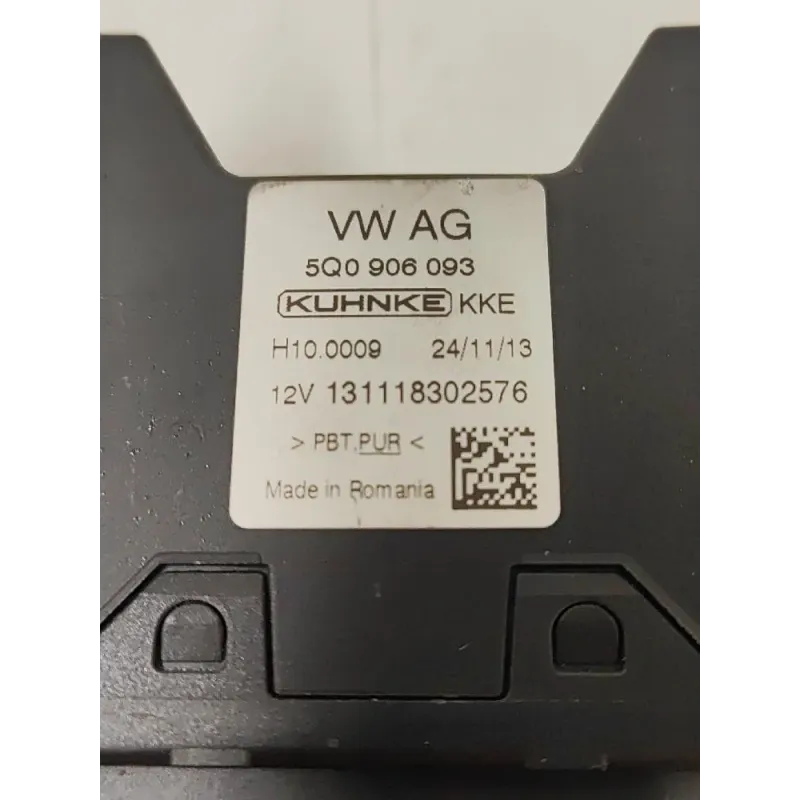 VW AG
5Q0 906 093
KUHNKE KKE
H10.0009 24/11/13
12V 131118302576
> PBT,PUR <
Made in Romania